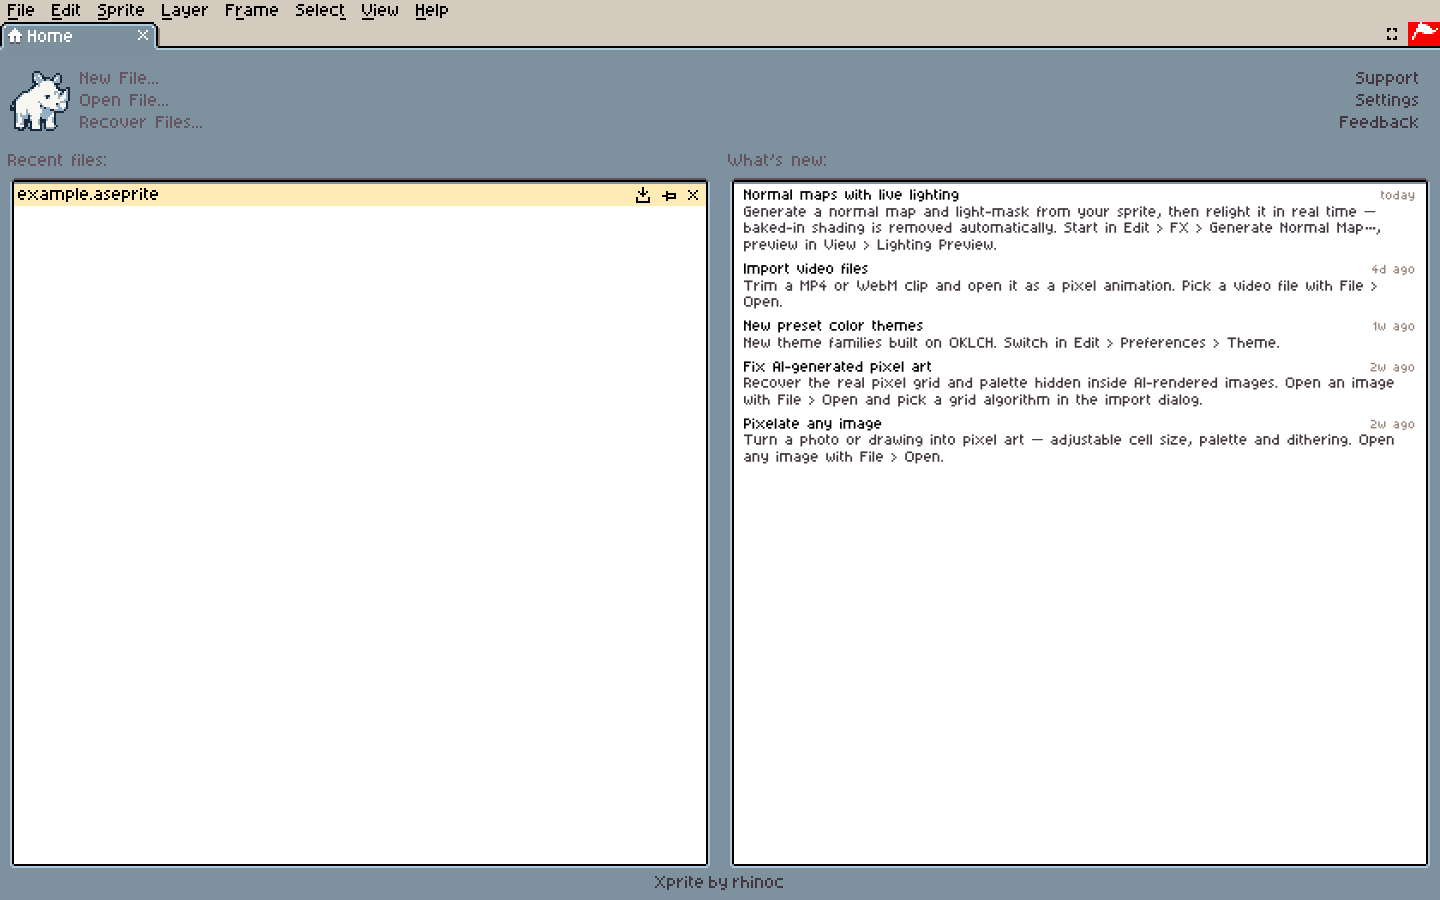 File Edit Sprite Layer Frame Select View Help
Home
New File...
Open File...
Recover Files...
Support
Settings
Feedback
Recent files:
example.aseprite
What's new:
Normal maps with live lighting today
Generate a normal map and light-mask from your sprite, then relight it in real time —
baked-in shading is removed automatically. Start in Edit > FX > Generate Normal Map…,
preview in View > Lighting Preview.
Import video files 4d ago
Trim a MP4 or WebM clip and open it as a pixel animation. Pick a video file with File >
Open.
New preset color themes 1w ago
New theme families built on OKLCH. Switch in Edit > Preferences > Theme.
Fix AI-generated pixel art 2w ago
Recover the real pixel grid and palette hidden inside AI-rendered images. Open an image
with File > Open and pick a grid algorithm in the import dialog.
Pixelate any image 2w ago
Turn a photo or drawing into pixel art — adjustable cell size, palette and dithering. Open
any image with File > Open.
Xprite by rhinoc